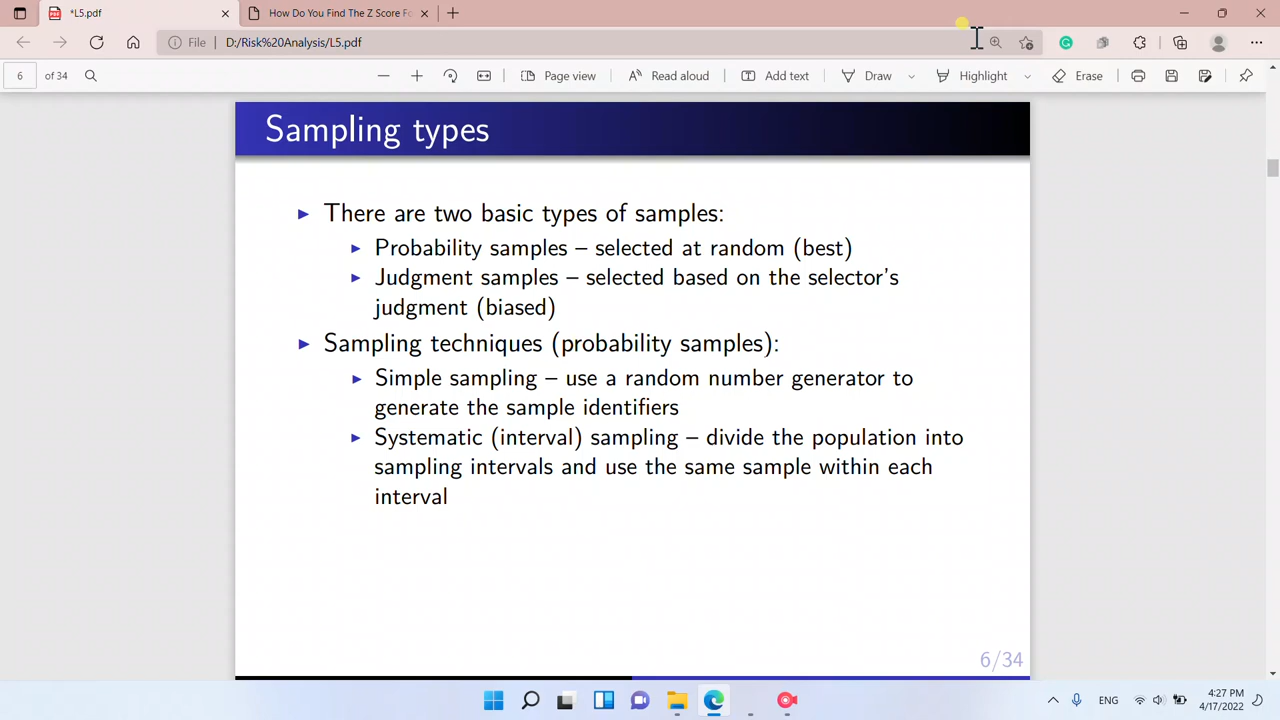 *L5.pdf
How Do You Find The Z Score Fo
File D:/Risk%20Analysis/L5.pdf
6 of 34 Page view Read aloud Add text Draw Highlight Erase
Sampling types
There are two basic types of samples:
Probability samples – selected at random (best)
Judgment samples – selected based on the selector's
judgment (biased)
Sampling techniques (probability samples):
Simple sampling – use a random number generator to
generate the sample identifiers
Systematic (interval) sampling – divide the population into
sampling intervals and use the same sample within each
interval
6/34
ENG
4:27 PM
4/17/2022